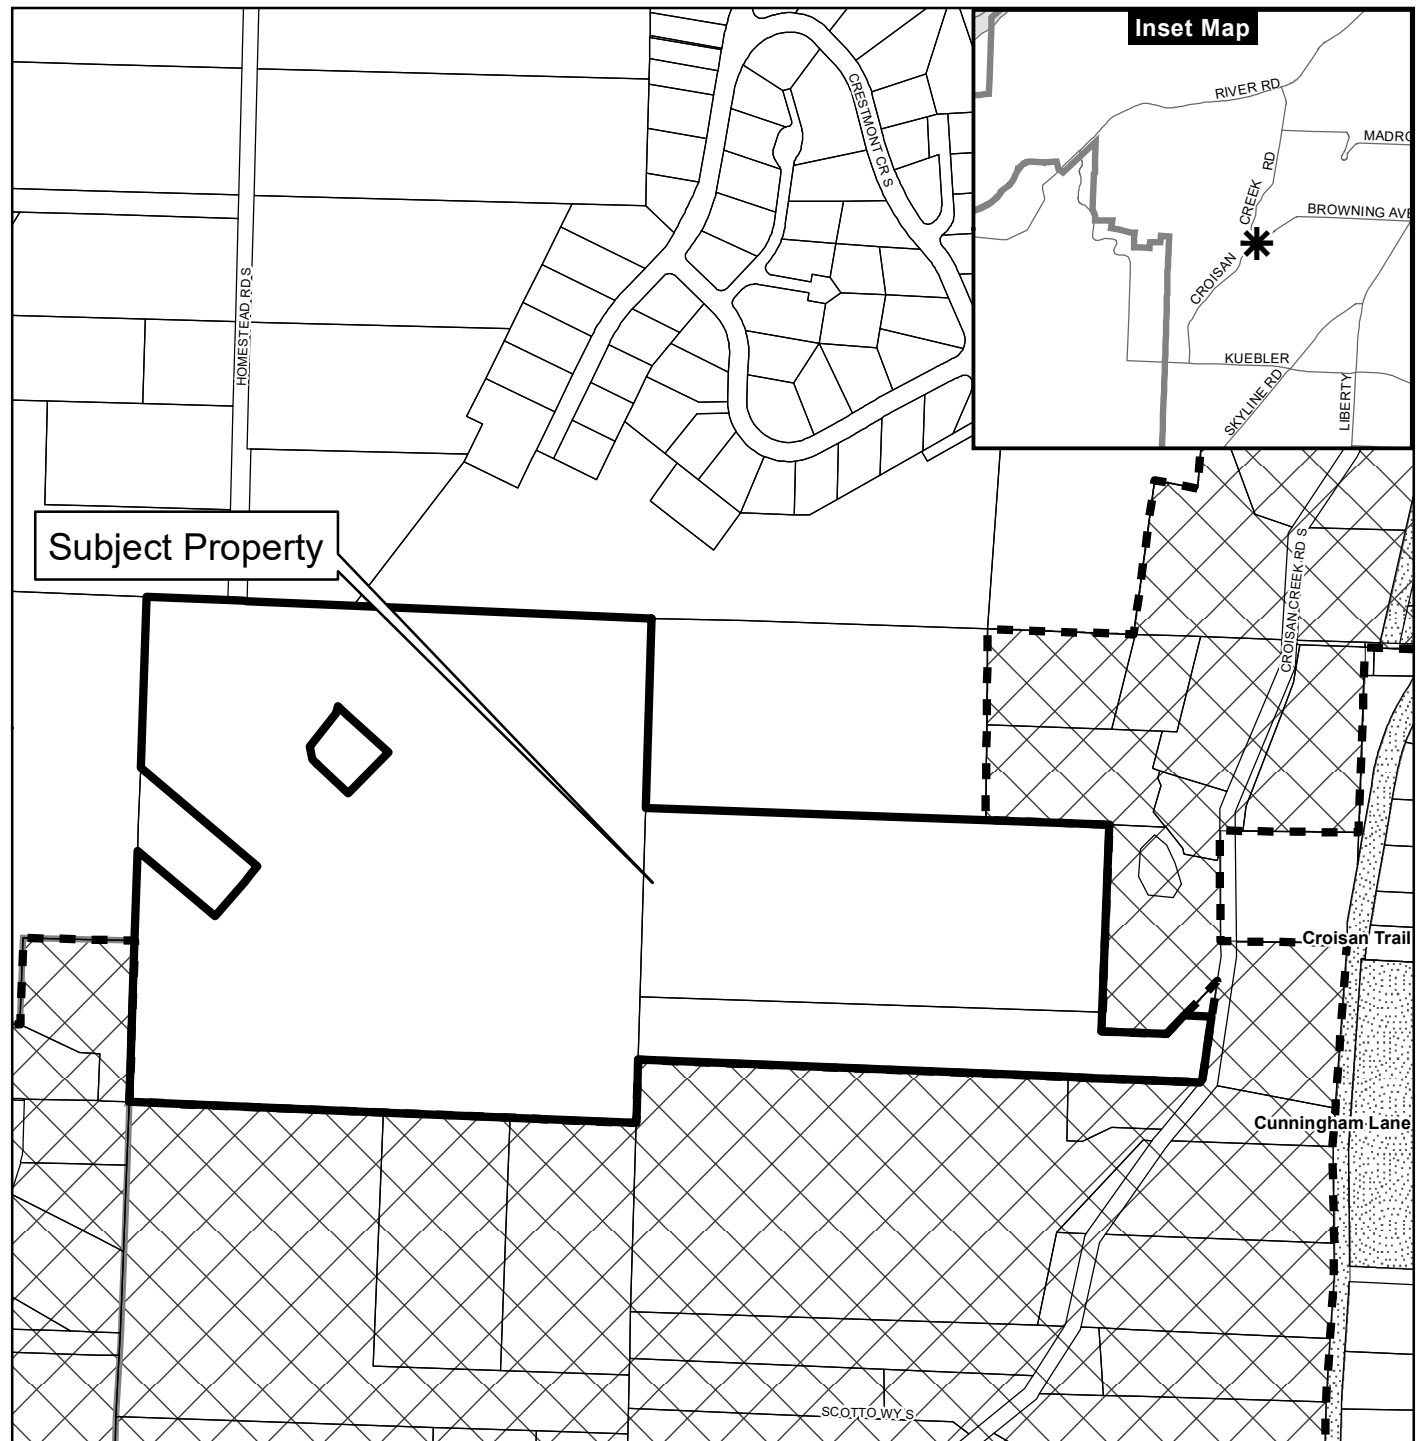 Inset Map
RIVER RD
MADRO
CREEK RD
BROWNING AVE
CROISAN
KUEBLER
SKYLINE RD
LIBERTY
CRESTMONT CR S
HOMESTEAD RD S
Subject Property
CROISAN CREEK RD S
Croisan Trail
Cunningham Lane
SCOTTO WY S